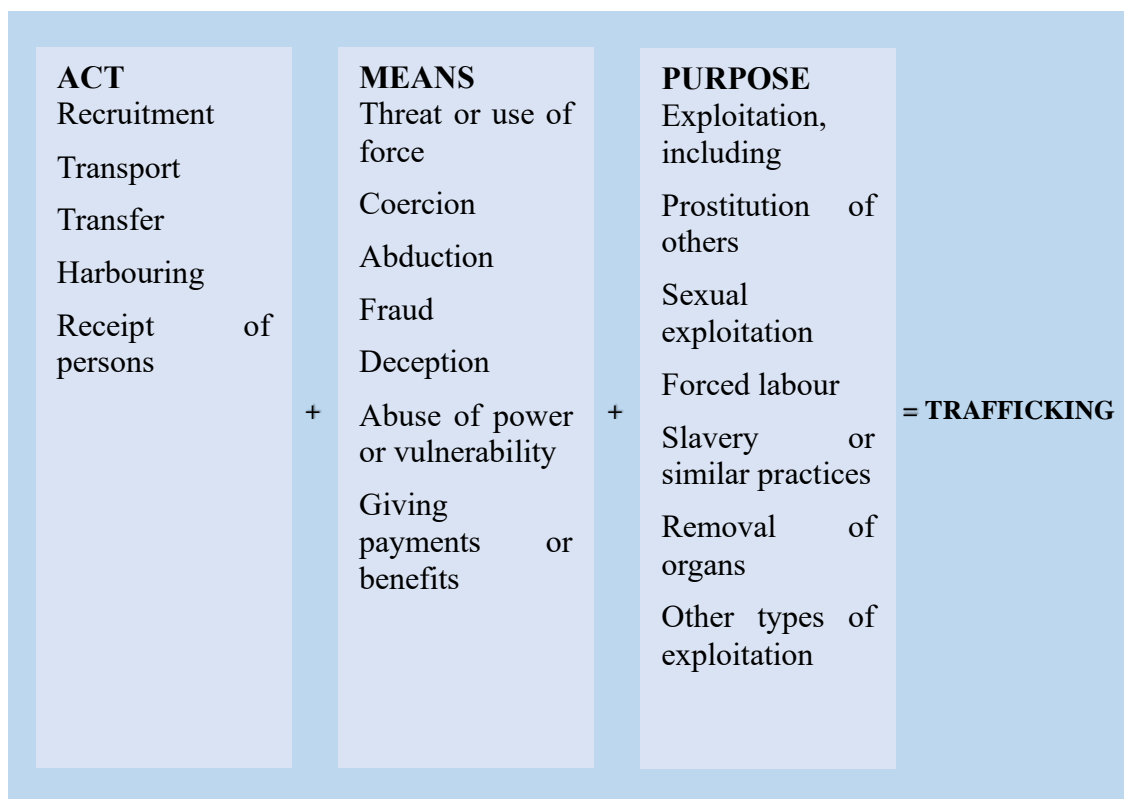 ACT
Recruitment
Transport
Transfer
Harbouring
Receipt of
persons
+
MEANS
Threat or use of
force
Coercion
Abduction
Fraud
Deception
Abuse of power
or vulnerability
Giving
payments or
benefits
+
PURPOSE
Exploitation,
including
Prostitution of
others
Sexual
exploitation
Forced labour
Slavery or
similar practices
Removal of
organs
Other types of
exploitation
= TRAFFICKING